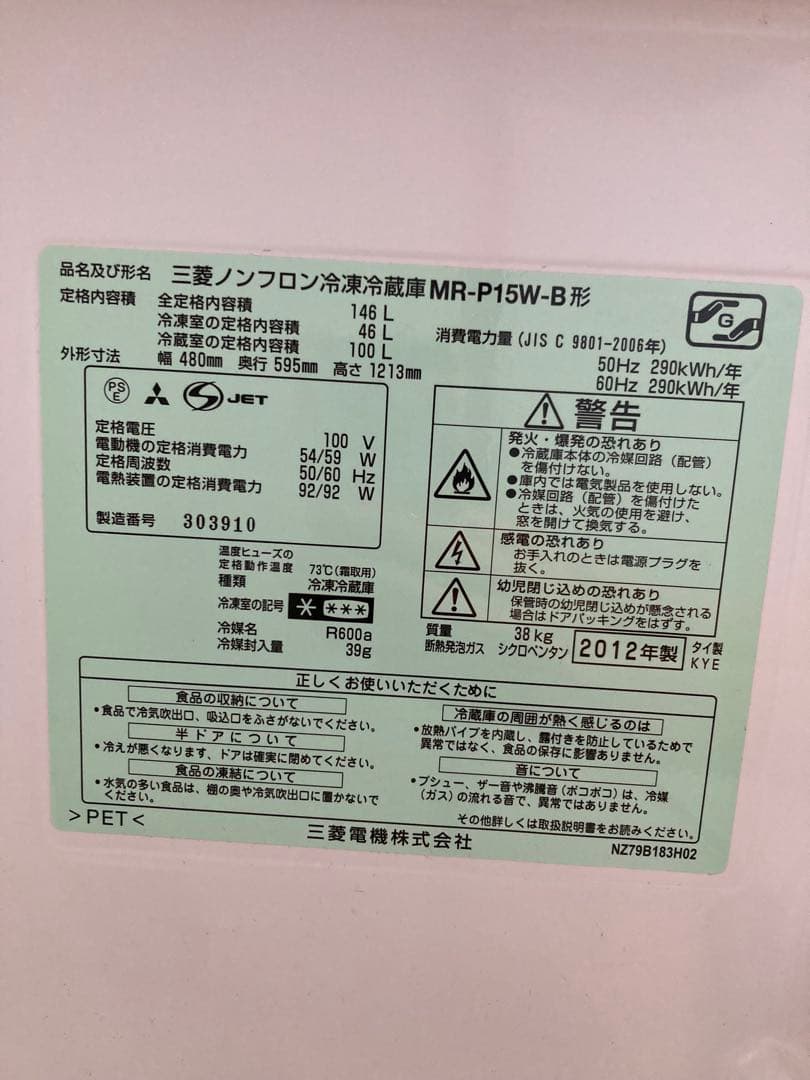 品名及び形名 三菱ノンフロン冷凍冷蔵庫 MR-P15W-B形
定格内容積 全定格内容積 146 L
冷凍室の定格内容積 46 L
冷蔵室の定格内容積 100 L
外形寸法 幅 480mm 奥行 595mm 高さ 1213mm
G
消費電力量 (JIS C 9801-2006年)
50Hz 290kWh/年
60Hz 290kWh/年
PS
E
JET
定格電圧 100 V
電動機の定格消費電力 54/59 W
定格周波数 50/60 Hz
電熱装置の定格消費電力 92/92 W
製造番号 303910
温度ヒューズの
定格動作温度 73℃(霜取用)
種類 冷凍冷蔵庫
冷凍室の記号
冷媒名 R600a
冷媒封入量 39g
警告
発火・爆発の恐れあり
●冷蔵庫本体の冷媒回路(配管)
を傷付けない。
●庫内では電気製品を使用しない。
●冷媒回路(配管)を傷付けた
ときは、火気の使用を避け、
窓を開けて換気する。
感電の恐れあり
お手入れのときは電源プラグを
抜く。
幼児閉じ込めの恐れあり
保管時の幼児閉じ込めが懸念される
場合はドアパッキングをはずす。
質量 38 kg
断熱発泡ガス シクロペンタン
2012年製
タイ製
KYE
正しくお使いいただくために
食品の収納について
・食品で冷気吹出口、吸込口をふさがないでください。
半ドアについて
・冷えが悪くなります、ドアは確実に閉めてください。
食品の凍結について
・水気の多い食品は、棚の奥や冷気吹出口に置かないで
ください。
冷蔵庫の周囲が熱く感じるのは
・放熱パイプを内蔵し、露付きを防止しているためで
異常ではなく、食品の保存に影響ありません。
音について
・プシュー、ザー音や沸騰音(ポコポコ)は、冷媒
(ガス)の流れる音で、異常ではありません。
その他詳しくは取扱説明書をお読みください。
>PET<
三菱電機株式会社
NZ79B183H02